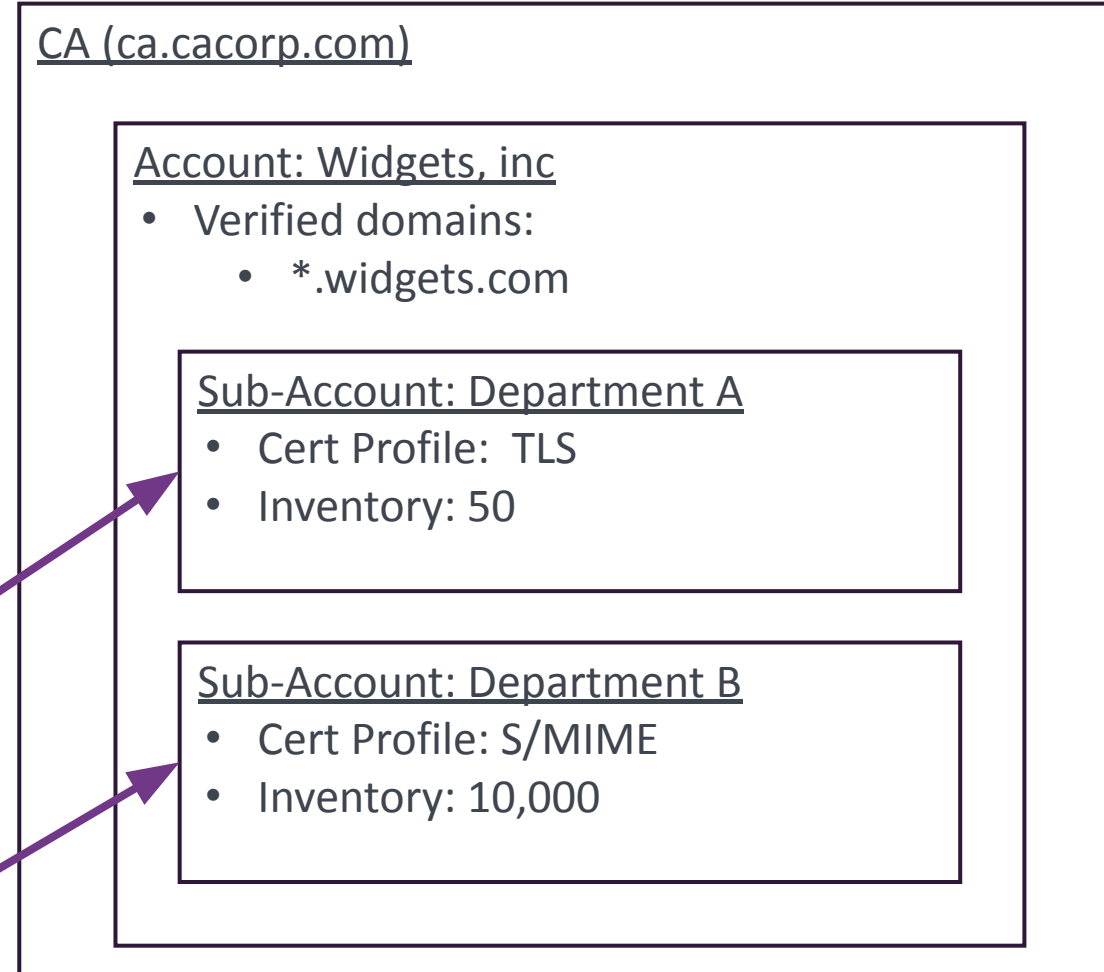 CA (ca.cacorp.com)
Account: Widgets, inc
• Verified domains:
• *.widgets.com
Sub-Account: Department A
• Cert Profile:  TLS
• Inventory: 50
Sub-Account: Department B
• Cert Profile: S/MIME
• Inventory: 10,000